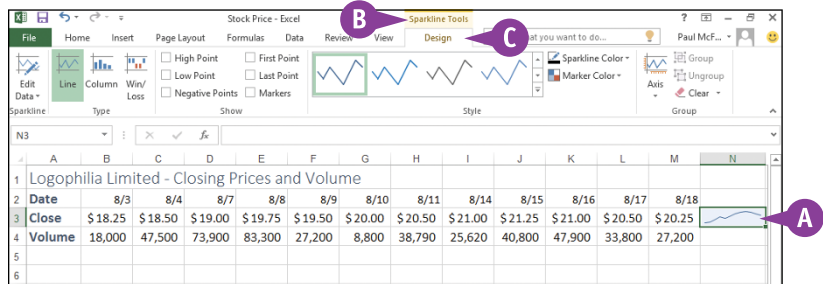 Stock Price - Excel
Sparkline Tools
B
?
File Home Insert Page Layout Formulas Data Review View Design
C
at you want to do...
Paul McF...
Edit Data
Line
Column
Win/Loss
High Point
First Point
Low Point
Last Point
Negative Points
Markers
Sparkline Color
Marker Color
Axis
Group
Ungroup
Clear
Sparkline Type Show Style Group
N3
fx
A B C D E F G H I J K L M N
1 Logophilia Limited - Closing Prices and Volume
2 Date 8/3 8/4 8/7 8/8 8/9 8/10 8/11 8/14 8/15 8/16 8/17 8/18
3 Close $18.25 $18.50 $19.00 $19.75 $19.50 $20.00 $20.50 $21.00 $21.25 $21.00 $20.50 $20.25
A
4 Volume 18,000 47,500 73,900 83,300 27,200 8,800 38,790 25,620 40,800 47,900 33,800 27,200
5
6